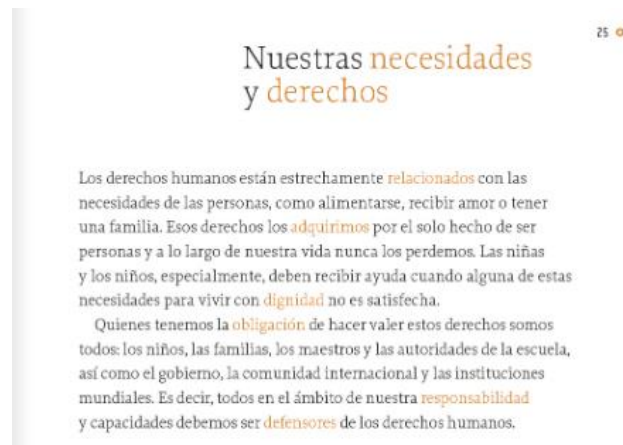 25
Nuestras necesidades
y derechos
Los derechos humanos están estrechamente relacionados con las
necesidades de las personas, como alimentarse, recibir amor o tener
una familia. Esos derechos los adquirimos por el solo hecho de ser
personas y a lo largo de nuestra vida nunca los perdemos. Las niñas
y los niños, especialmente, deben recibir ayuda cuando alguna de estas
necesidades para vivir con dignidad no es satisfecha.
Quienes tenemos la obligación de hacer valer estos derechos somos
todos: los niños, las familias, los maestros y las autoridades de la escuela,
así como el gobierno, la comunidad internacional y las instituciones
mundiales. Es decir, todos en el ámbito de nuestra responsabilidad
y capacidades debemos ser defensores de los derechos humanos.